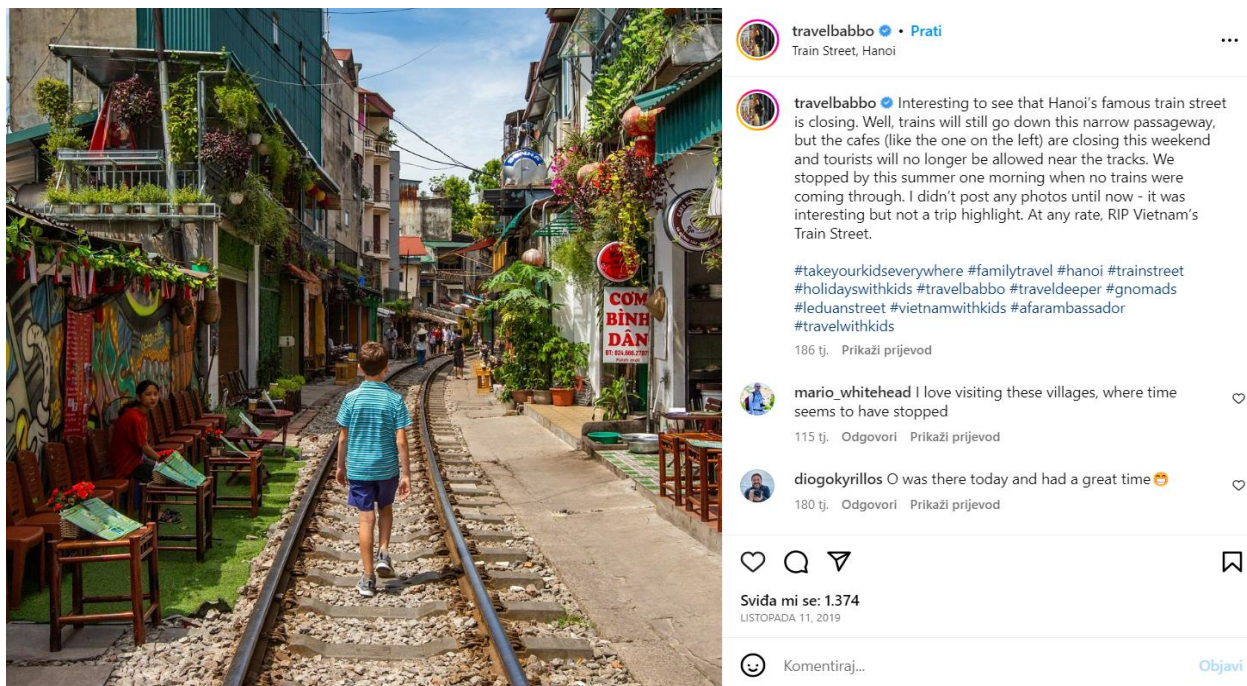 travelbabbo • Prati
Train Street, Hanoi
travelbabbo Interesting to see that Hanoi's famous train street
is closing. Well, trains will still go down this narrow passageway,
but the cafes (like the one on the left) are closing this weekend
and tourists will no longer be allowed near the tracks. We
stopped by this summer one morning when no trains were
coming through. I didn't post any photos until now - it was
interesting but not a trip highlight. At any rate, RIP Vietnam's
Train Street.
#takeyourkidseverywhere #familytravel #hanoi #trainstreet
#holidayswithkids #travelbabbo #traveldeeper #gnomads
#leduanstreet #vietnamwithkids #afarambassador
#travelwithkids
186 tj. Prikaži prijevod
mario_whitehead I love visiting these villages, where time
seems to have stopped
115 tj. Odgovori Prikaži prijevod
diogokyrillos O was there today and had a great time😁
180 tj. Odgovori Prikaži prijevod
Sviđa mi se: 1.374
LISTOPADA 11, 2019
Komentiraj...
Objavi
CƠM
BÌNH
DÂN